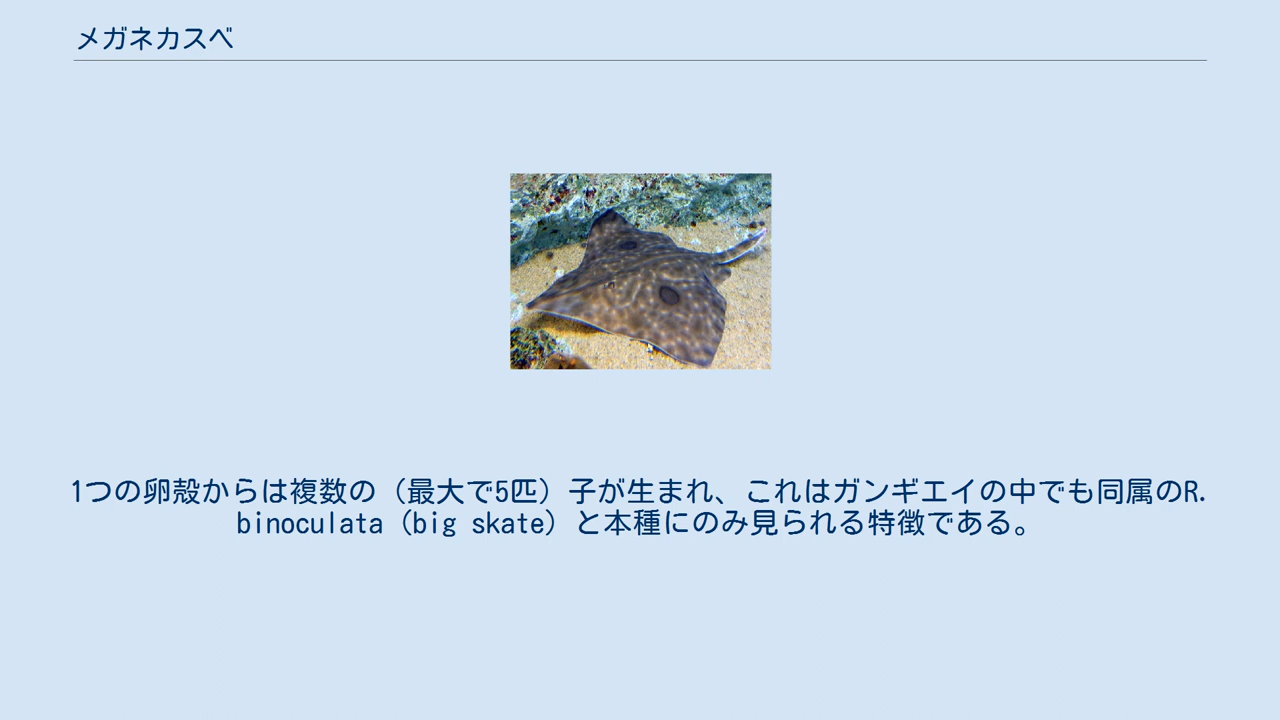 メガネカスベ
1つの卵殻からは複数の（最大で5匹）子が生まれ、これはガンギエイの中でも同属のR.
binoculata（big skate）と本種にのみ見られる特徴である。